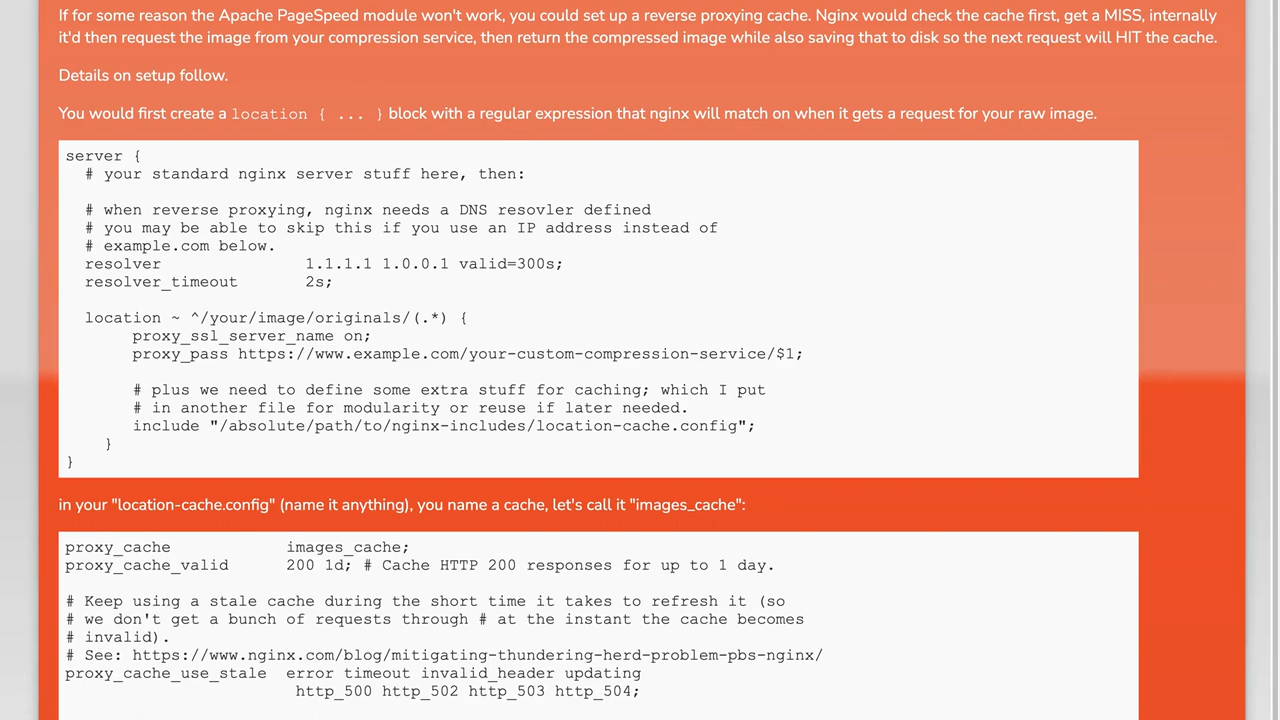 If for some reason the Apache PageSpeed module won't work, you could set up a reverse proxying cache. Nginx would check the cache first, get a MISS, internally
it'd then request the image from your compression service, then return the compressed image while also saving that to disk so the next request will HIT the cache.
Details on setup follow.
You would first create a location { ... } block with a regular expression that nginx will match on when it gets a request for your raw image.
server {
# your standard nginx server stuff here, then:
# when reverse proxying, nginx needs a DNS resovler defined
# you may be able to skip this if you use an IP address instead of
# example.com below.
resolver 1.1.1.1 1.0.0.1 valid=300s;
resolver_timeout 2s;
location ~ ^/your/image/originals/(.*) {
proxy_ssl_server_name on;
proxy_pass https://www.example.com/your-custom-compression-service/$1;
# plus we need to define some extra stuff for caching; which I put
# in another file for modularity or reuse if later needed.
include "/absolute/path/to/nginx-includes/location-cache.config";
}
}
in your "location-cache.config" (name it anything), you name a cache, let's call it "images_cache":
proxy_cache images_cache;
proxy_cache_valid 200 1d; # Cache HTTP 200 responses for up to 1 day.
# Keep using a stale cache during the short time it takes to refresh it (so
# we don't get a bunch of requests through # at the instant the cache becomes
# invalid).
# See: https://www.nginx.com/blog/mitigating-thundering-herd-problem-pbs-nginx/
proxy_cache_use_stale error timeout invalid_header updating
http_500 http_502 http_503 http_504;